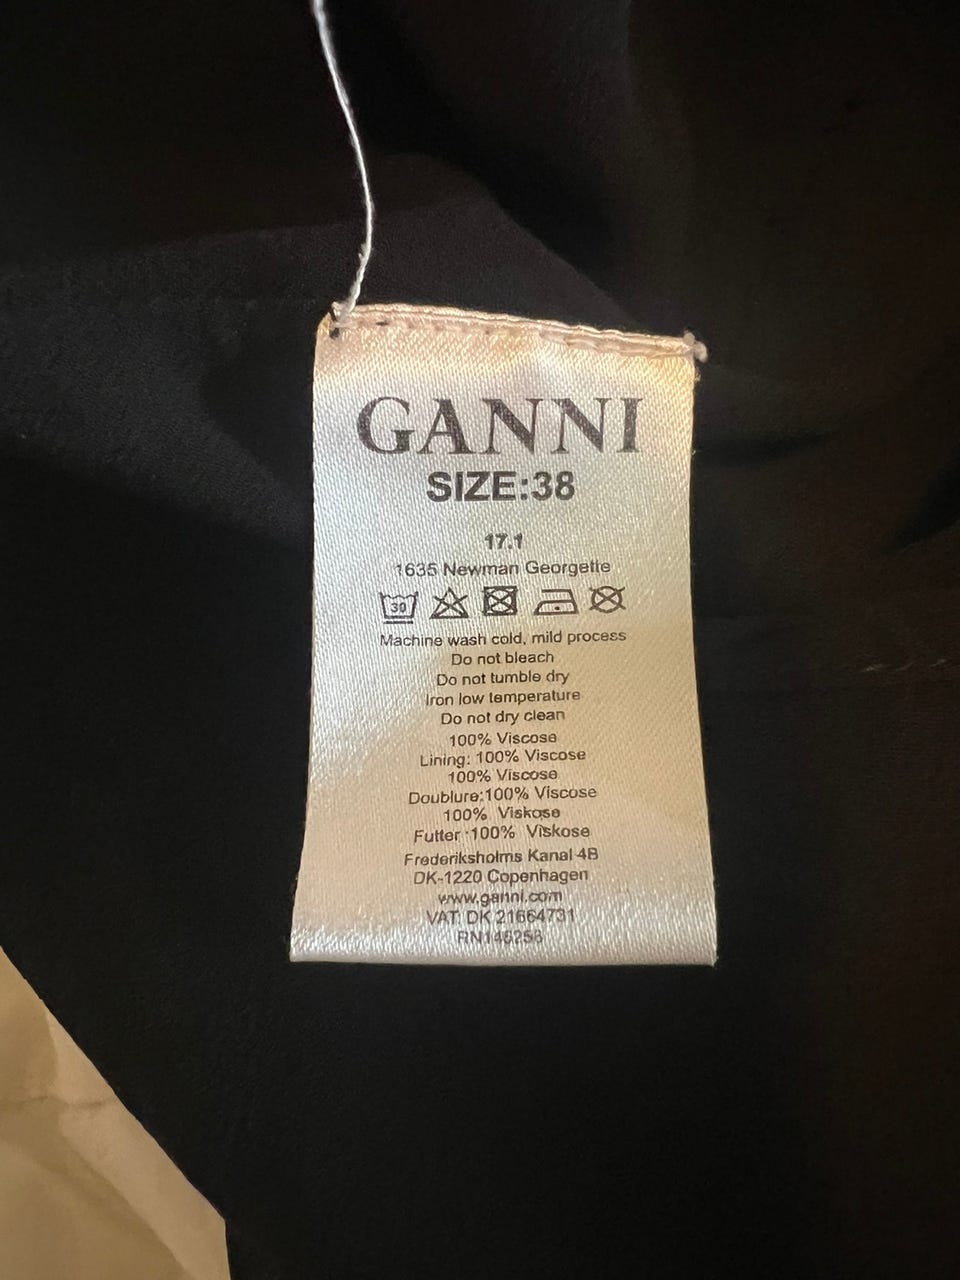 GANNI
SIZE:38
17.1
1635 Newman Georgette
30
Machine wash cold, mild process
Do not bleach
Do not tumble dry
Iron low temperature
Do not dry clean
100% Viscose
Lining: 100% Viscose
100% Viscose
Doublure:100% Viscose
100% Viskose
Futter :100% Viskose
Frederiksholms Kanal 4B
DK-1220 Copenhagen
www.ganni.com
VAT: DK 21664731